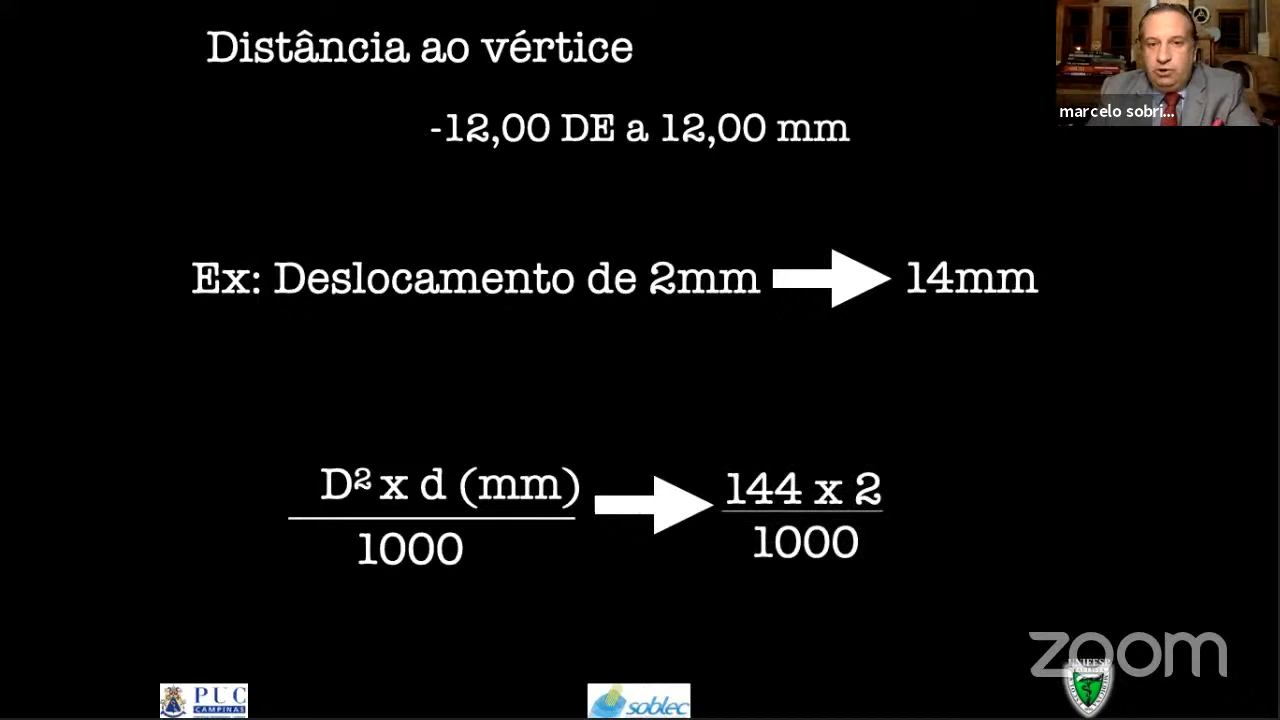 Distância ao vértice
marcelo sobri...
-12,00 DE a 12,00 mm
Ex: Deslocamento de 2mm 14mm
D² x d (mm)
1000
144 x 2
1000
zoom
PUC
CAMPINAS
soblec
UNIFESP